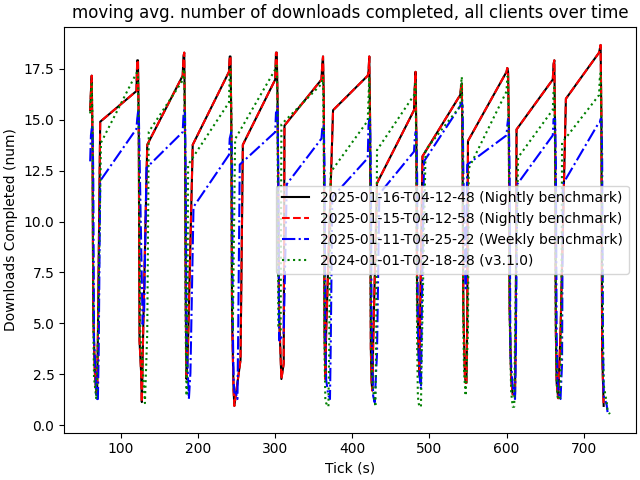 moving avg. number of downloads completed, all clients over time
Downloads Completed (num)
17.5
15.0
12.5
10.0
7.5
5.0
2.5
0.0
2025-01-16-T04-12-48 (Nightly benchmark)
2025-01-15-T04-12-58 (Nightly benchmark)
2025-01-11-T04-25-22 (Weekly benchmark)
2024-01-01-T02-18-28 (v3.1.0)
100 200 300 400 500 600 700
Tick (s)